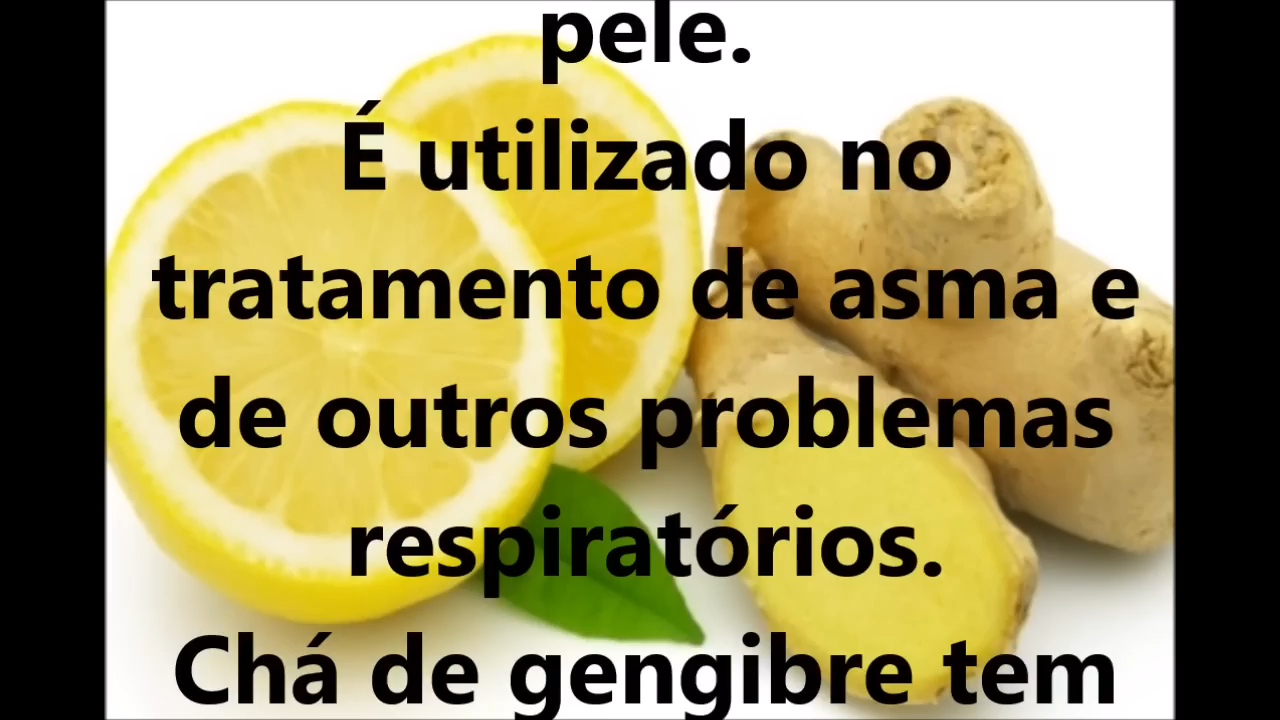 pele.
É utilizado no
tratamento de asma e
de outros problemas
respiratórios.
Chá de gengibre tem